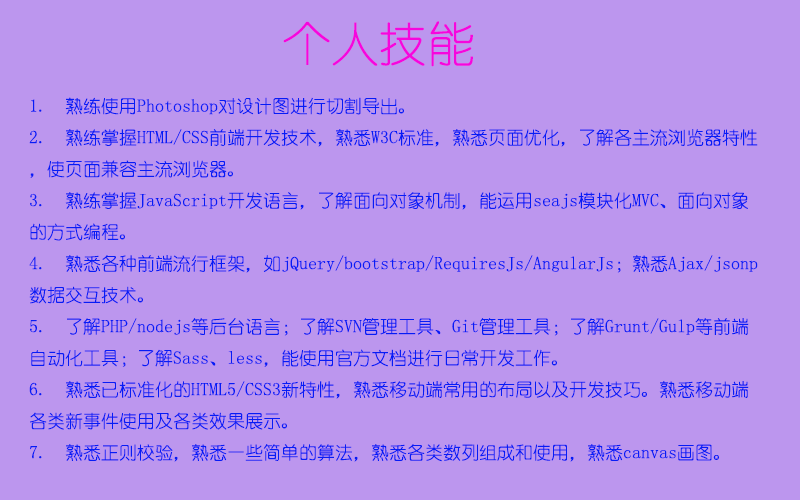 个人技能
1. 熟练使用Photoshop对设计图进行切割导出。
2. 熟练掌握HTML/CSS前端开发技术，熟悉W3C标准，熟悉页面优化，了解各主流浏览器特性
，使页面兼容主流浏览器。
3. 熟练掌握JavaScript开发语言，了解面向对象机制，能运用seajs模块化MVC、面向对象
的方式编程。
4. 熟悉各种前端流行框架，如jQuery/bootstrap/RequiresJs/AngularJs；熟悉Ajax/jsonp
数据交互技术。
5. 了解PHP/nodejs等后台语言；了解SVN管理工具、Git管理工具；了解Grunt/Gulp等前端
自动化工具；了解Sass、less，能使用官方文档进行日常开发工作。
6. 熟悉已标准化的HTML5/CSS3新特性，熟悉移动端常用的布局以及开发技巧。熟悉移动端
各类新事件使用及各类效果展示。
7. 熟悉正则校验，熟悉一些简单的算法，熟悉各类数列组成和使用，熟悉canvas画图。